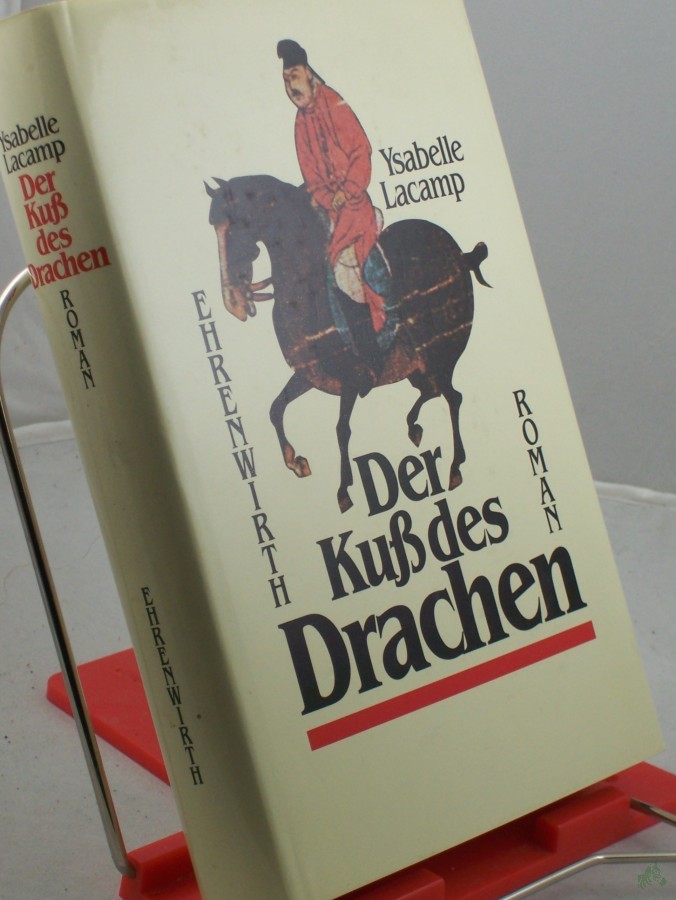 Ysabelle
Lacamp
Der
Kuß
des
Drachen
ROMAN
EHRENWIRTH
Ysabelle
Lacamp
EHRENWIRTH
ROMAN
Der
Kuß des
Drachen